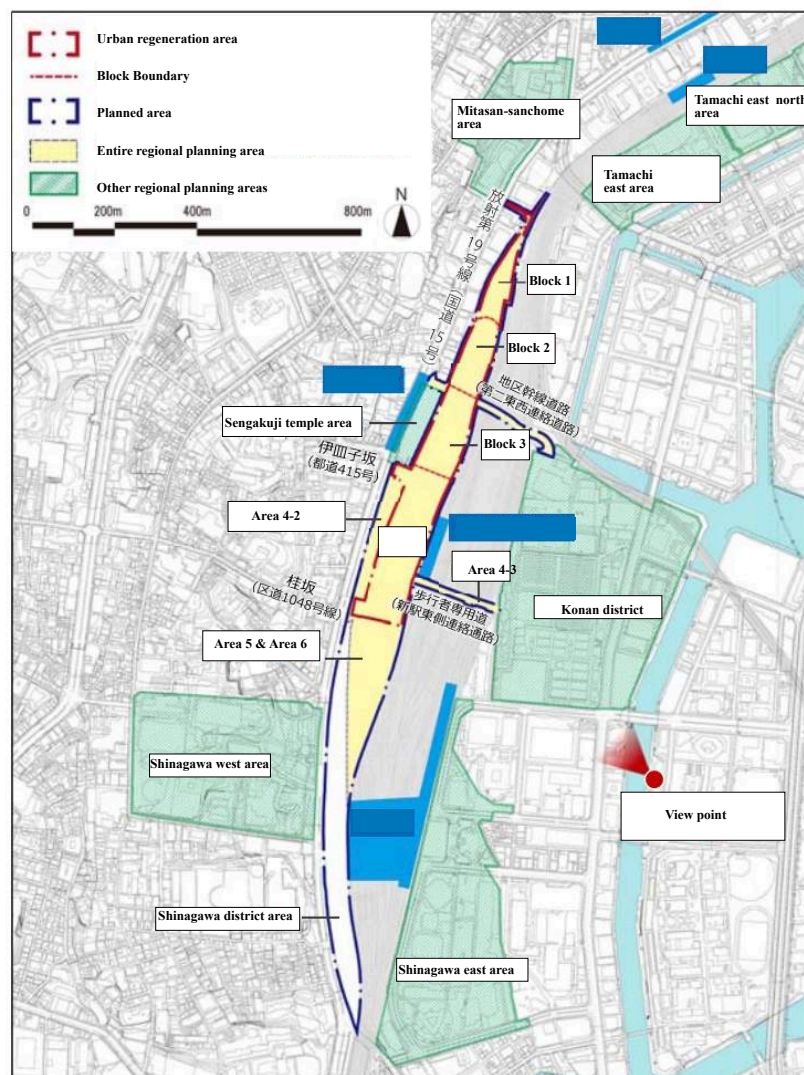 Urban regeneration area
Block Boundary
Planned area
Entire regional planning area
Other regional planning areas
0 200m 400m 800m
N
Mitasan-sanchome
area
Tamachi east north
area
Tamachi
east area
放射第19号線(国道15号)
Block 1
Block 2
地区幹線道路
(第二東西連絡道路)
Sengakuji temple area
Block 3
伊皿子坂
(都道415号)
Area 4-2
Area 4-3
桂坂
(区道1048号線)
歩行者専用道
(新駅東側連絡通路)
Konan district
Area 5 & Area 6
Shinagawa west area
View point
Shinagawa district area
Shinagawa east area